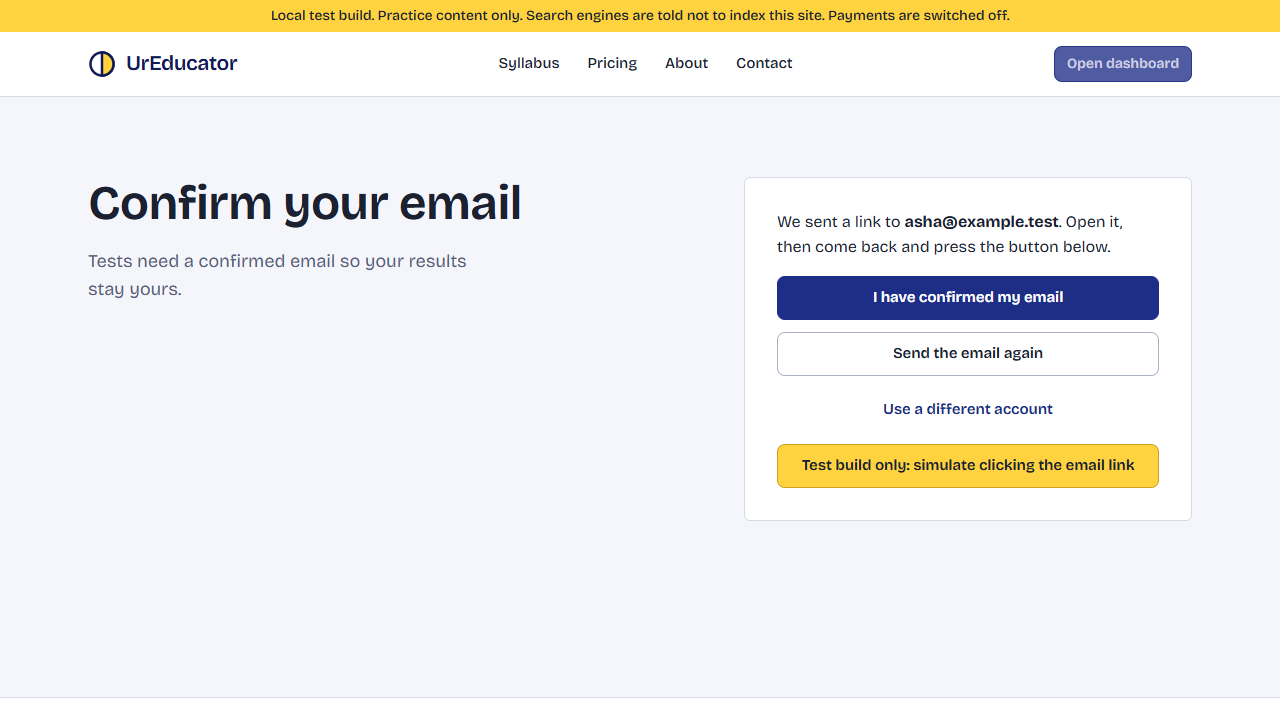 Local test build. Practice content only. Search engines are told not to index this site. Payments are switched off.
UrEducator
Syllabus
Pricing
About
Contact
Open dashboard
Confirm your email
Tests need a confirmed email so your results
stay yours.
We sent a link to asha@example.test. Open it,
then come back and press the button below.
I have confirmed my email
Send the email again
Use a different account
Test build only: simulate clicking the email link